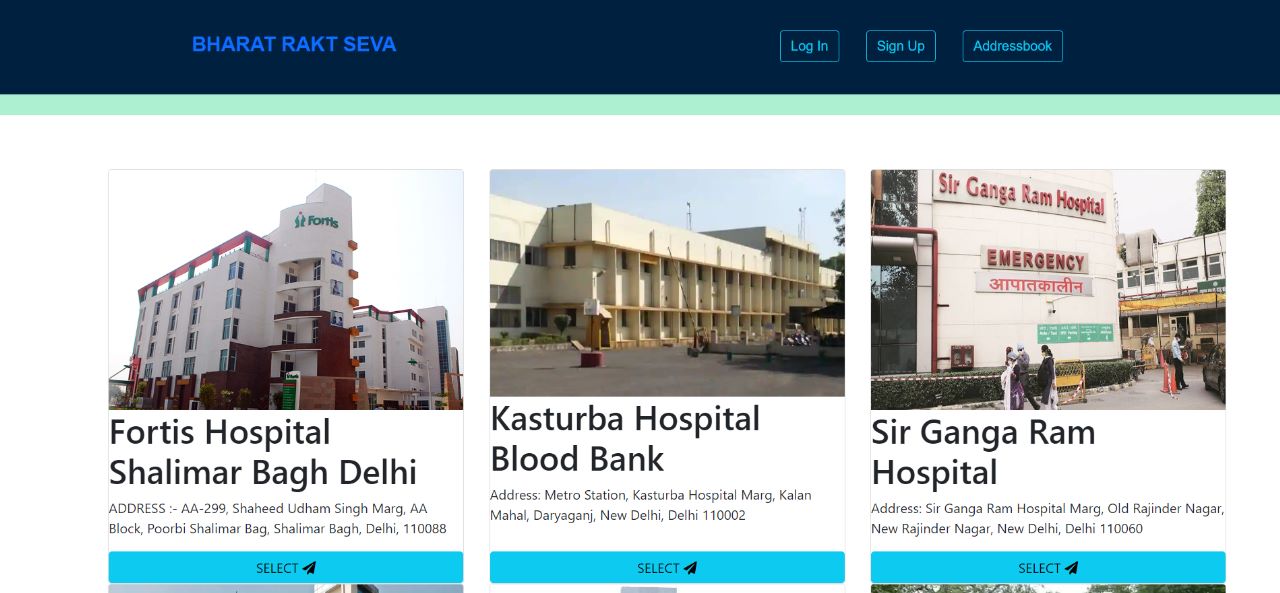 BHARAT RAKT SEVA
Log In
Sign Up
Addressbook
Fortis
Sir Ganga Ram Hospital
EMERGENCY
आपातकालीन
Fortis Hospital
Shalimar Bagh Delhi
ADDRESS :- AA-299, Shaheed Udham Singh Marg, AA
Block, Poorbi Shalimar Bag, Shalimar Bagh, Delhi, 110088
SELECT
Kasturba Hospital
Blood Bank
Address: Metro Station, Kasturba Hospital Marg, Kalan
Mahal, Daryaganj, New Delhi, Delhi 110002
SELECT
Sir Ganga Ram
Hospital
Address: Sir Ganga Ram Hospital Marg, Old Rajinder Nagar,
New Rajinder Nagar, New Delhi, Delhi 110060
SELECT